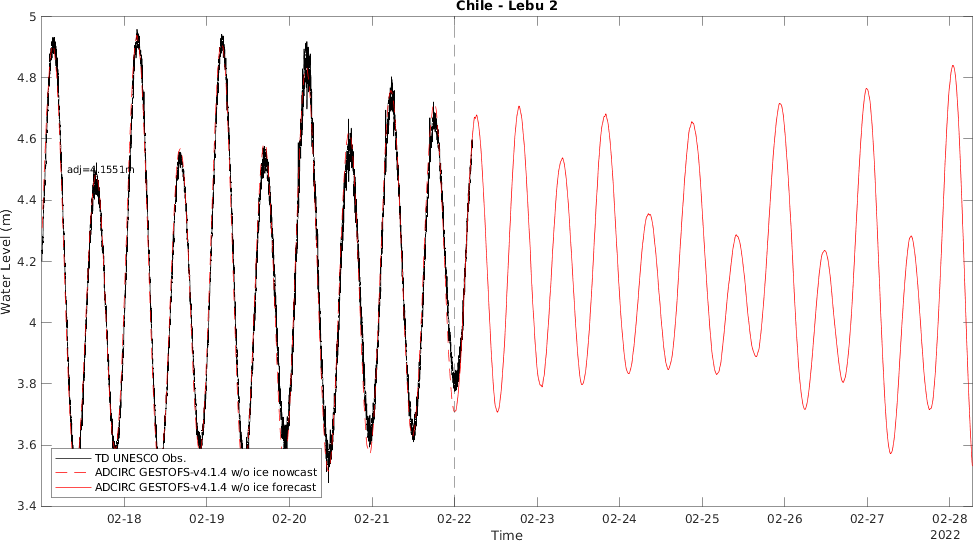 Chile - Lebu 2
5
4.8
4.6
4.4
4.2
4
3.8
3.6
3.4
Water Level (m)
adj=4.1551m
TD UNESCO Obs.
ADCIRC GESTOFS-v4.1.4 w/o ice nowcast
ADCIRC GESTOFS-v4.1.4 w/o ice forecast
02-18 02-19 02-20 02-21 02-22 02-23 02-24 02-25 02-26 02-27 02-28
2022
Time